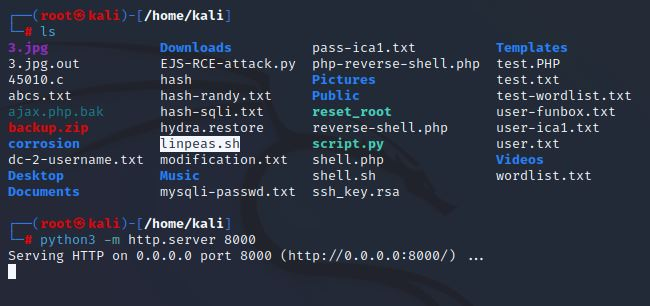 ┌──(root㉿kali)-[/home/kali]
└─# ls
3.jpg Downloads pass-ica1.txt Templates
3.jpg.out EJS-RCE-attack.py php-reverse-shell.php test.PHP
45010.c hash Pictures test.txt
abcs.txt hash-randy.txt Public test-wordlist.txt
ajax.php.bak hash-sqli.txt reset_root user-funbox.txt
backup.zip hydra.restore reverse-shell.php user-ica1.txt
corrosion linpeas.sh script.py user.txt
dc-2-username.txt modification.txt shell.php Videos
Desktop Music shell.sh wordlist.txt
Documents mysqli-passwd.txt ssh_key.rsa
┌──(root㉿kali)-[/home/kali]
└─# python3 -m http.server 8000
Serving HTTP on 0.0.0.0 port 8000 (http://0.0.0.0:8000/) ...